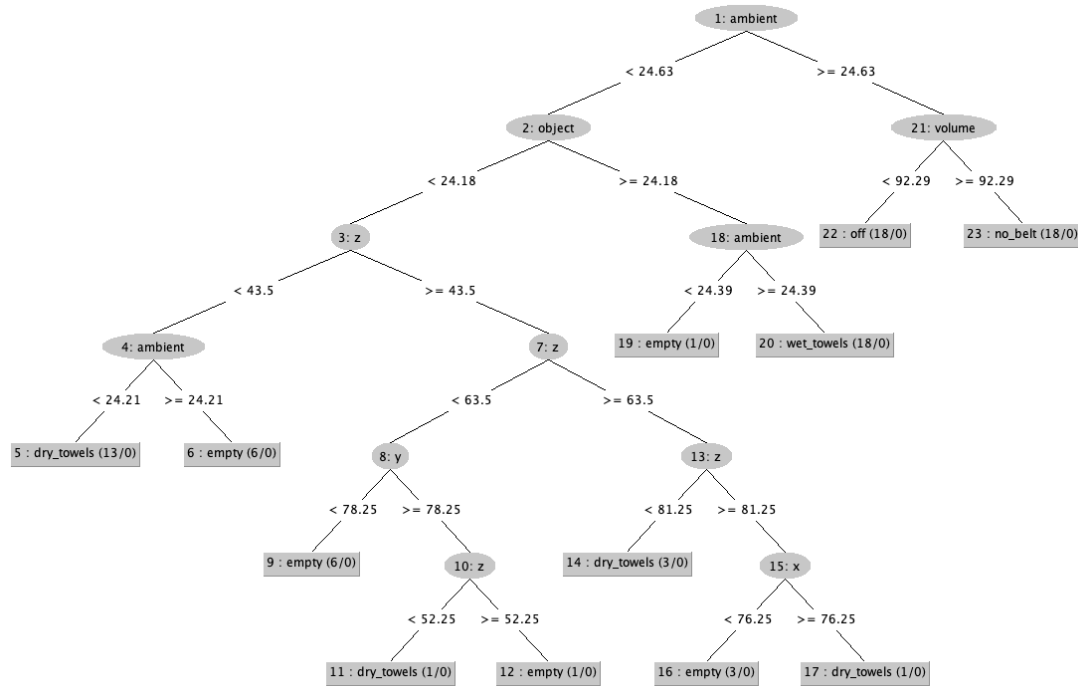 1: ambient
< 24.63 >= 24.63
2: object 21: volume
< 24.18 >= 24.18 < 92.29 >= 92.29
3: z 18: ambient 22 : off (18/0) 23 : no_belt (18/0)
< 43.5 >= 43.5 < 24.39 >= 24.39
4: ambient 7: z 19 : empty (1/0) 20 : wet_towels (18/0)
< 24.21 >= 24.21 < 63.5 >= 63.5
5 : dry_towels (13/0) 6 : empty (6/0) 8: y 13: z
< 78.25 >= 78.25 < 81.25 >= 81.25
9 : empty (6/0) 10: z 14 : dry_towels (3/0) 15: x
< 52.25 >= 52.25 < 76.25 >= 76.25
11 : dry_towels (1/0) 12 : empty (1/0) 16 : empty (3/0) 17 : dry_towels (1/0)